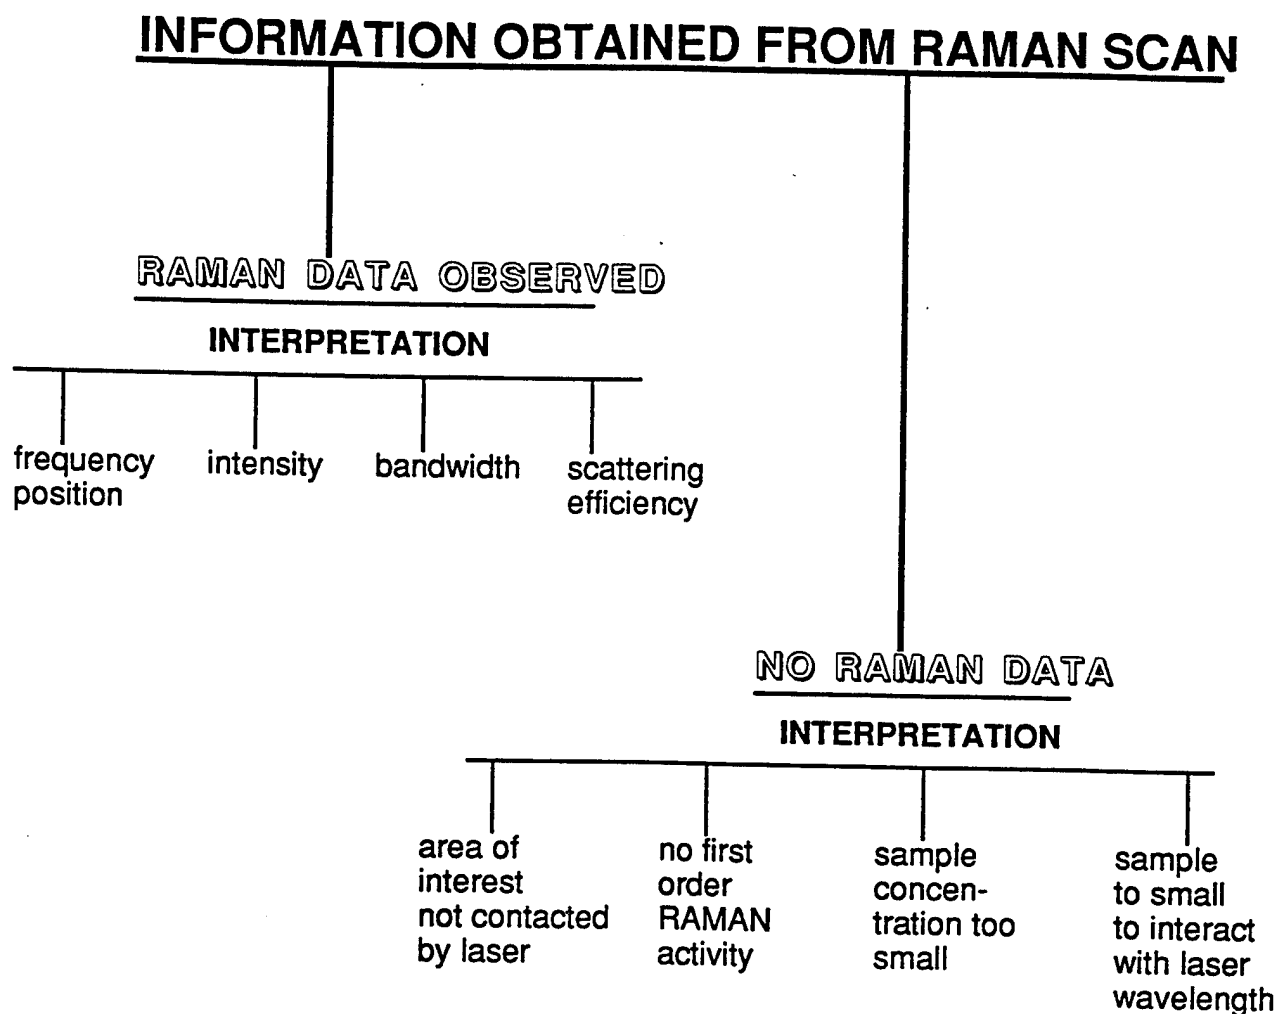 INFORMATION OBTAINED FROM RAMAN SCAN
RAMAN DATA OBSERVED
INTERPRETATION
frequency
position
intensity
bandwidth
scattering
efficiency
NO RAMAN DATA
INTERPRETATION
area of
interest
not contacted
by laser
no first
order
RAMAN
activity
sample
concen-
tration too
small
sample
to small
to interact
with laser
wavelength